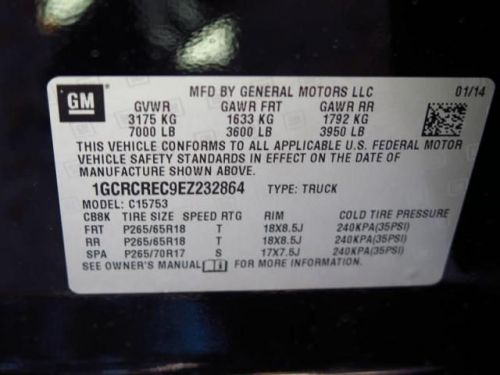 GM
MFD BY GENERAL MOTORS LLC 01/14
GVWR GAWR FRT GAWR RR
3175 KG 1633 KG 1792 KG
7000 LB 3600 LB 3950 LB
THIS VEHICLE CONFORMS TO ALL APPLICABLE U.S. FEDERAL MOTOR
VEHICLE SAFETY STANDARDS IN EFFECT ON THE DATE OF
MANUFACTURE SHOWN ABOVE.
1GCRCREC9EZ232864 TYPE: TRUCK
MODEL: C15753
CB8K TIRE SIZE SPEED RTG RIM COLD TIRE PRESSURE
FRT P265/65R18 T 18X8.5J 240KPA(35PSI)
RR P265/65R18 T 18X8.5J 240KPA(35PSI)
SPA P265/70R17 S 17X7.5J 240KPA(35PSI)
SEE OWNER'S MANUAL FOR MORE INFORMATION.